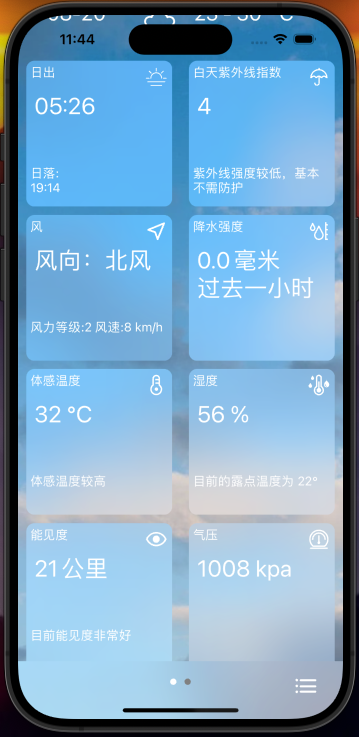 11:44
日出
05:26
日落:
19:14
白天紫外线指数
4
紫外线强度较低，基本
不需防护
风
风向：北风
风力等级:2 风速:8 km/h
降水强度
0.0 毫米
过去一小时
体感温度
32 °C
体感温度较高
湿度
56 %
目前的露点温度为 22°
能见度
21 公里
目前能见度非常好
气压
1008 kpa